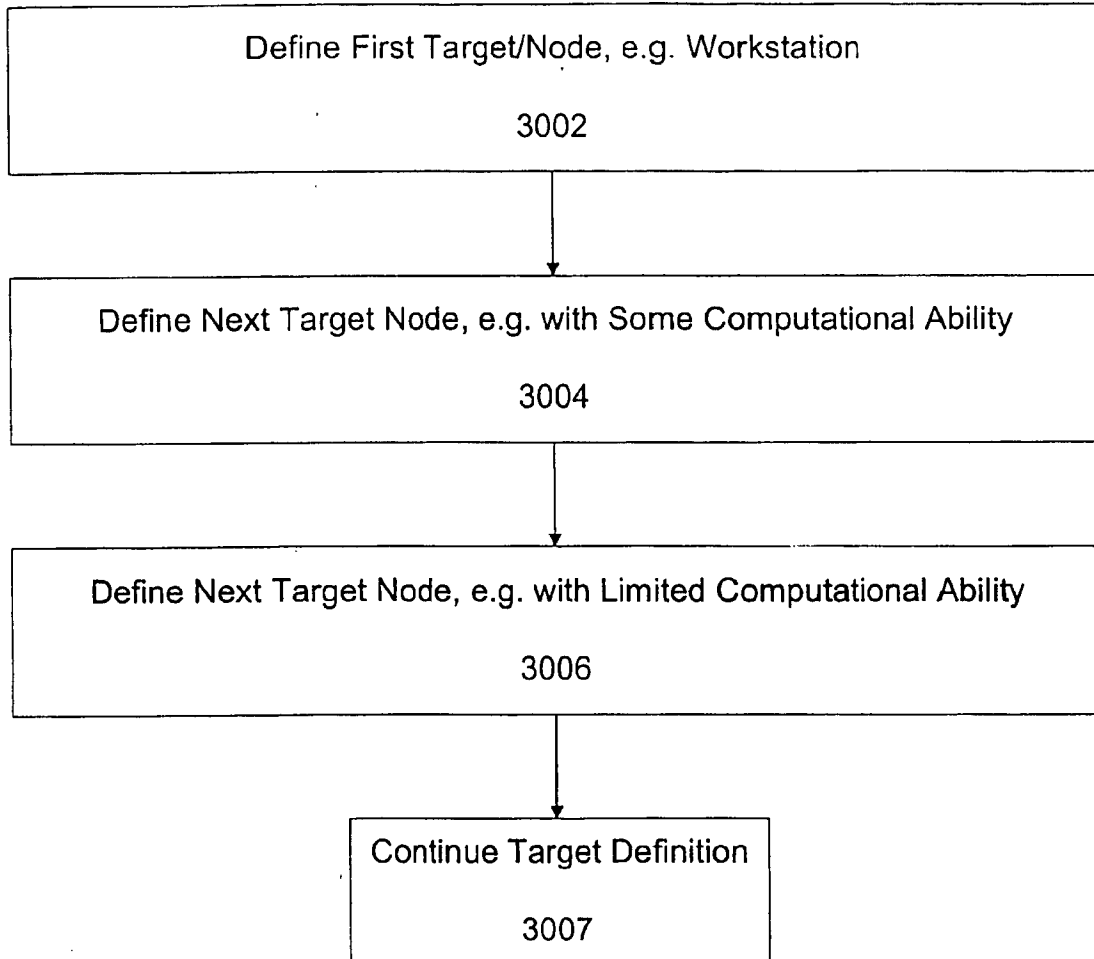 Define First Target/Node, e.g. Workstation
3002
Define Next Target Node, e.g. with Some Computational Ability
3004
Define Next Target Node, e.g. with Limited Computational Ability
3006
Continue Target Definition
3007